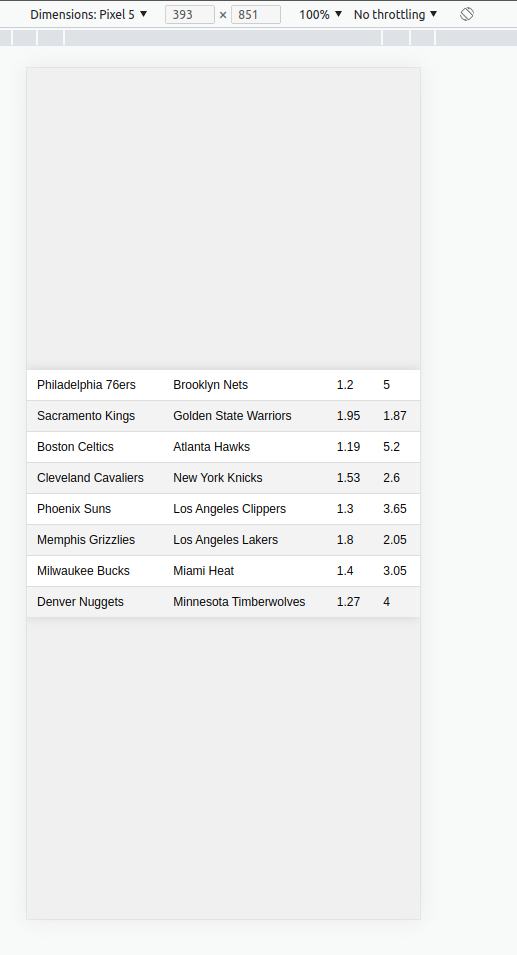 Dimensions: Pixel 5 ▼ 393 × 851 100% ▼ No throttling ▼
Philadelphia 76ers Brooklyn Nets 1.2 5
Sacramento Kings Golden State Warriors 1.95 1.87
Boston Celtics Atlanta Hawks 1.19 5.2
Cleveland Cavaliers New York Knicks 1.53 2.6
Phoenix Suns Los Angeles Clippers 1.3 3.65
Memphis Grizzlies Los Angeles Lakers 1.8 2.05
Milwaukee Bucks Miami Heat 1.4 3.05
Denver Nuggets Minnesota Timberwolves 1.27 4